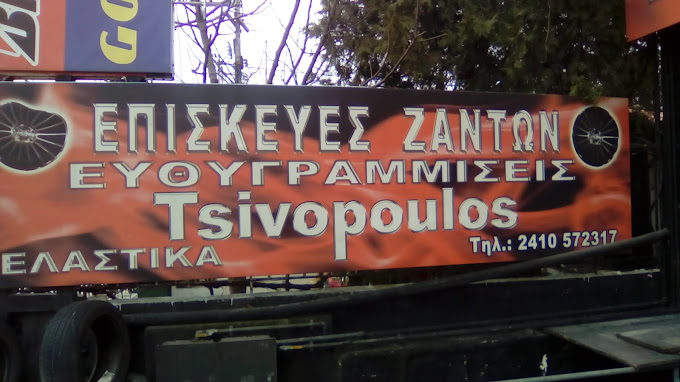 ΕΠΙΣΚΕΥΕΣ ΖΑΝΤΩΝ
ΕΥΘΥΓΡΑΜΜΙΣΕΙΣ
Tsivopoulos
ΕΛΑΣΤΙΚΑ
Τηλ.: 2410 572317